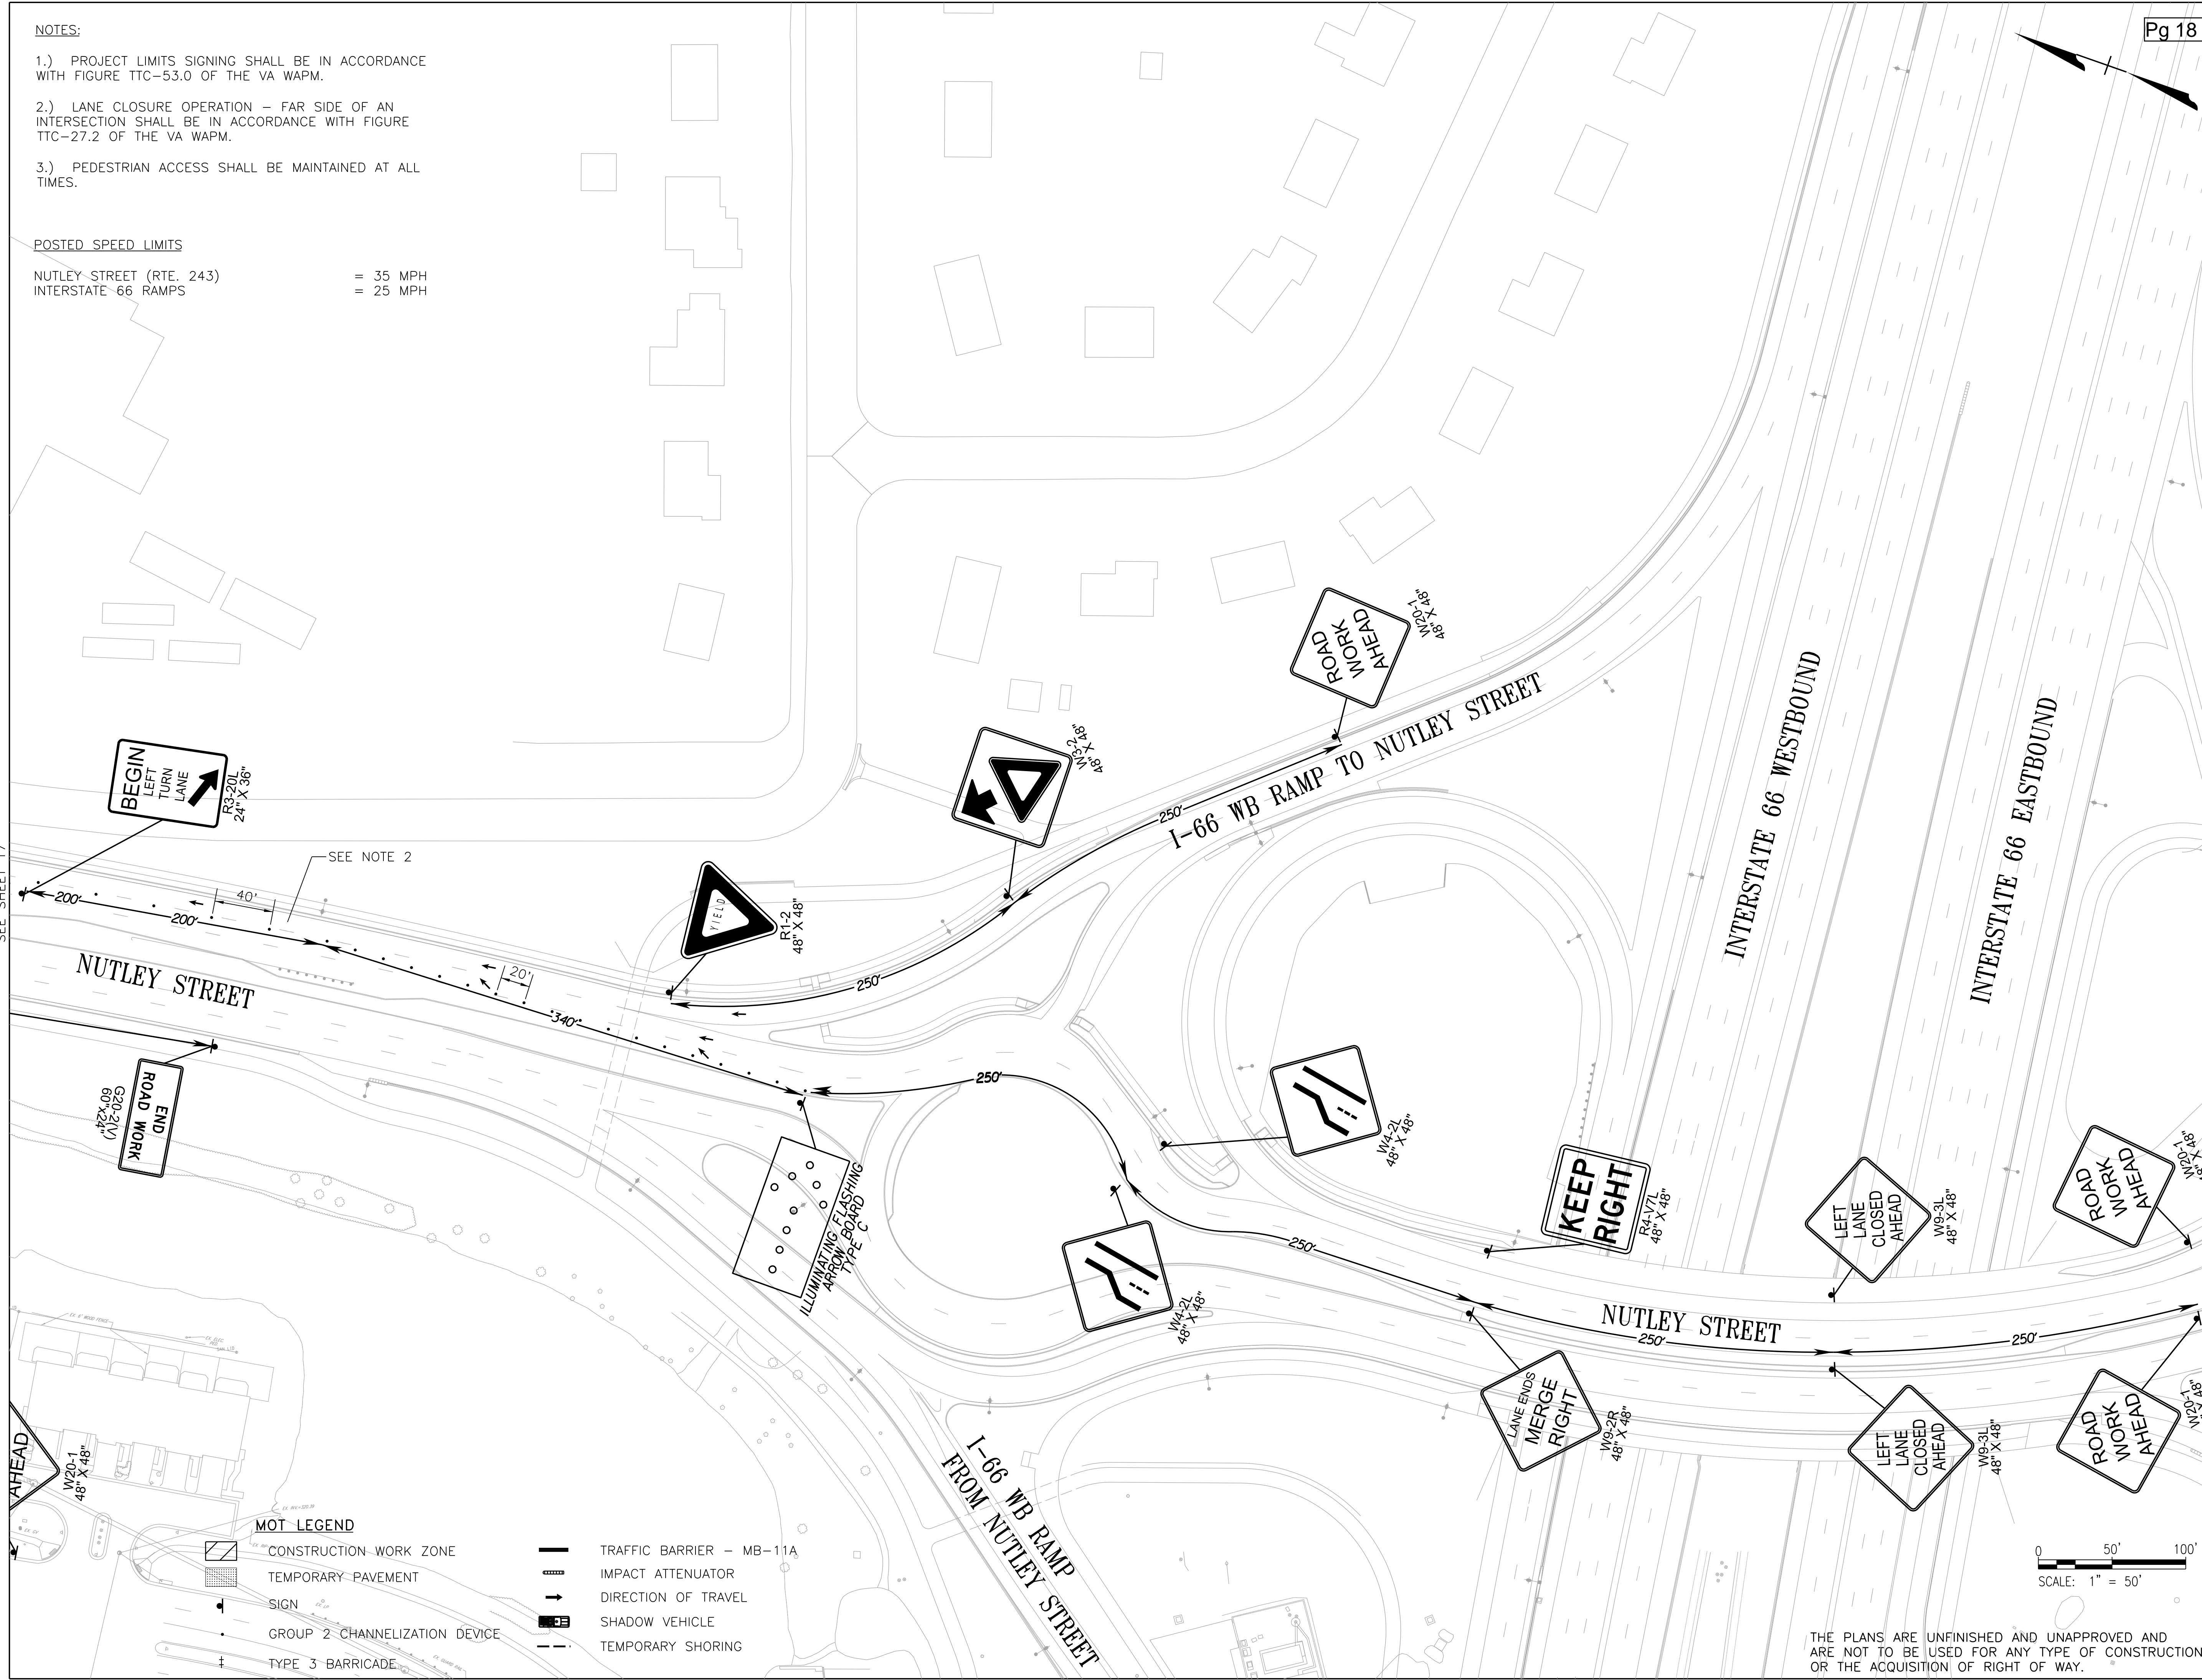 Pg 18
NOTES:
1.) PROJECT LIMITS SIGNING SHALL BE IN ACCORDANCE
WITH FIGURE TTC-53.0 OF THE VA WAPM.
2.) LANE CLOSURE OPERATION – FAR SIDE OF AN
INTERSECTION SHALL BE IN ACCORDANCE WITH FIGURE
TTC-27.2 OF THE VA WAPM.
3.) PEDESTRIAN ACCESS SHALL BE MAINTAINED AT ALL
TIMES.
POSTED SPEED LIMITS
NUTLEY STREET (RTE. 243) = 35 MPH
INTERSTATE 66 RAMPS = 25 MPH
ROAD
WORK
AHEAD
W20-1
48" X 48"
I-66 WB RAMP TO NUTLEY STREET
INTERSTATE 66 WESTBOUND
INTERSTATE 66 EASTBOUND
BEGIN
LEFT
TURN
LANE
R3-20L
24" X 36"
W3-2
48" X 48"
250'
SEE NOTE 2
SEE SHEET 17
200'
40'
200'
YIELD
R1-2
48" X 48"
250'
20'
340'
NUTLEY STREET
END
ROAD WORK
G20-2(V)
60"x24"
250'
ILLUMINATING FLASHING
ARROW BOARD
TYPE C
W4-2L
48" X 48"
KEEP
RIGHT
R4-V7L
48" X 48"
LEFT
LANE
CLOSED
AHEAD
W9-3L
48" X 48"
ROAD
WORK
AHEAD
W20-1
48" X 48"
W4-2L
48" X 48"
250'
NUTLEY STREET
250'
250'
LANE ENDS
MERGE
RIGHT
W9-2R
48" X 48"
LEFT
LANE
CLOSED
AHEAD
W9-3L
48" X 48"
ROAD
WORK
AHEAD
W20-1
48" X 48"
I-66 WB RAMP
FROM NUTLEY STREET
AHEAD
W20-1
48" X 48"
MOT LEGEND
CONSTRUCTION WORK ZONE
TEMPORARY PAVEMENT
SIGN
GROUP 2 CHANNELIZATION DEVICE
TYPE 3 BARRICADE
TRAFFIC BARRIER – MB-11A
IMPACT ATTENUATOR
DIRECTION OF TRAVEL
SHADOW VEHICLE
TEMPORARY SHORING
0 50' 100'
SCALE: 1" = 50'
THE PLANS ARE UNFINISHED AND UNAPPROVED AND
ARE NOT TO BE USED FOR ANY TYPE OF CONSTRUCTION
OR THE ACQUISITION OF RIGHT OF WAY.